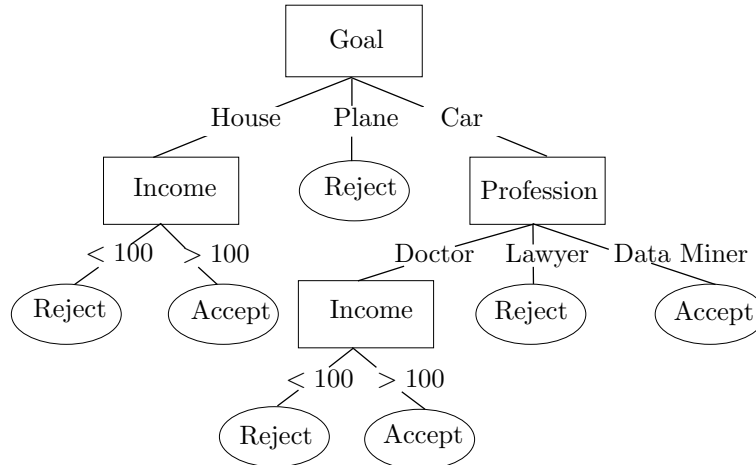 Goal
House Plane Car
Income Reject Profession
< 100 > 100 Doctor Lawyer Data Miner
Reject Accept Income Reject Accept
< 100 > 100
Reject Accept